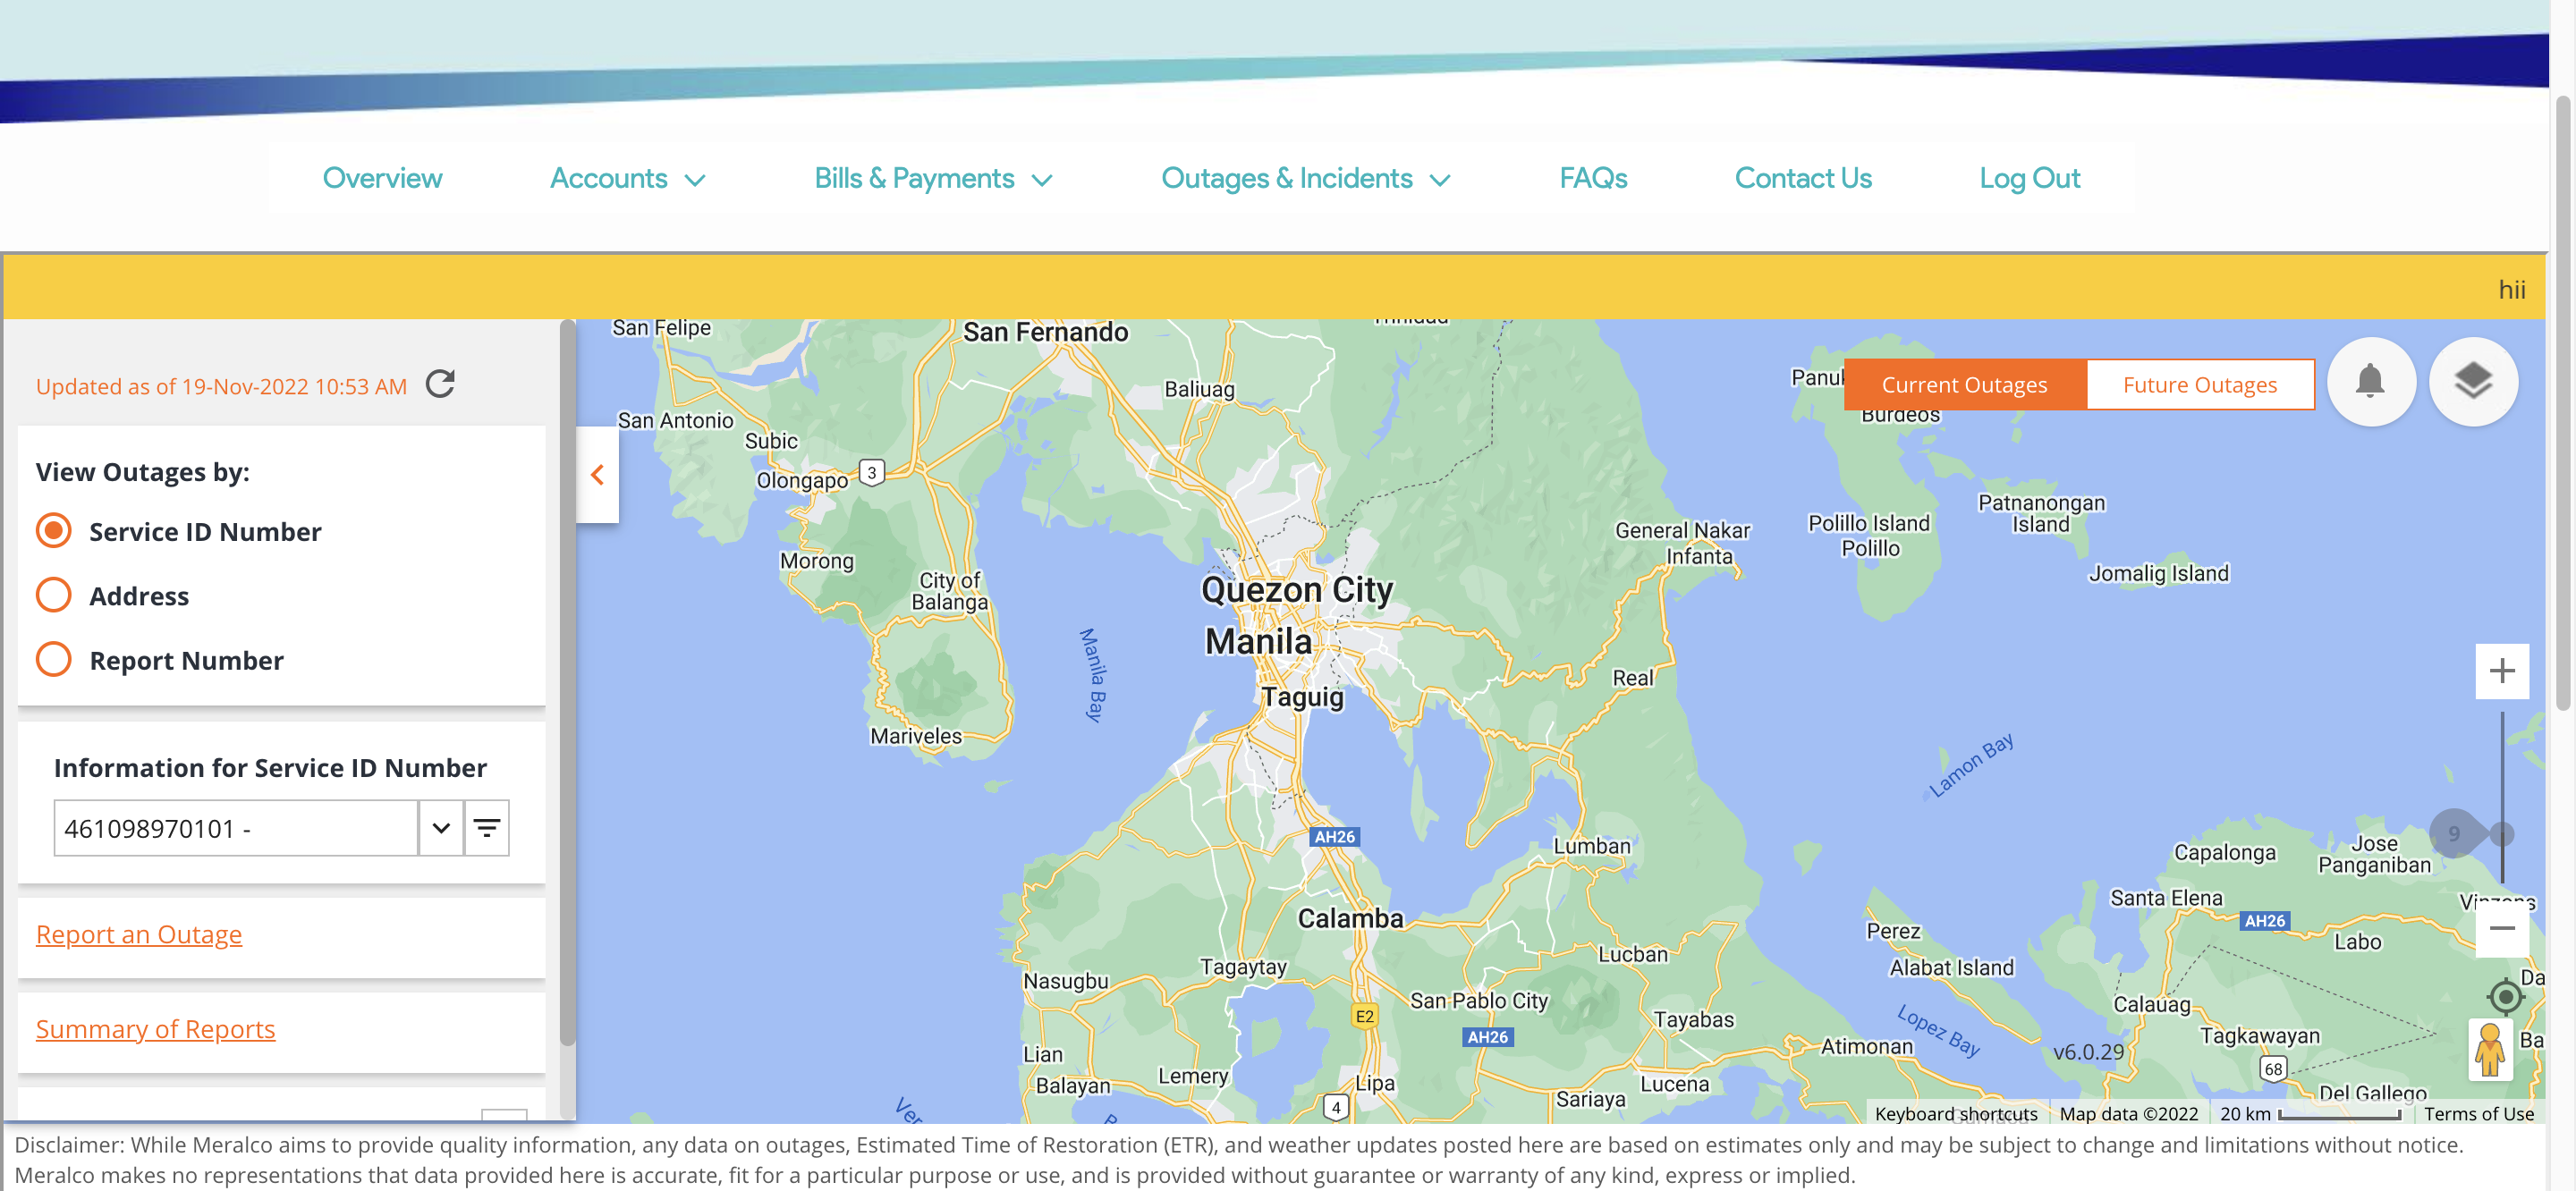 Overview Accounts Bills & Payments Outages & Incidents FAQs Contact Us Log Out
hii
Updated as of 19-Nov-2022 10:53 AM
View Outages by:
Service ID Number
Address
Report Number
Information for Service ID Number
461098970101 -
Report an Outage
Summary of Reports
Current Outages Future Outages
San Felipe
San Fernando
Baliuag
San Antonio
Subic
Olongapo
3
Burdeos
Patnanongan
Island
General Nakar
Infanta
Polillo Island
Polillo
Jomalig Island
Morong
City of
Balanga
Quezon City
Manila
Manila Bay
Taguig
Real
Mariveles
Lamon Bay
9
AH26
Lumban
Capalonga
Jose
Panganiban
Santa Elena
AH26
Labo
Calamba
Perez
Lucban
Alabat Island
Tagaytay
Nasugbu
San Pablo City
Calauag
E2
AH26
Tayabas
Lopez Bay
Tagkawayan
Atimonan
v6.0.29
68
Lian
Balayan
Lemery
Lipa
Lucena
Sariaya
4
Del Gallego
Keyboard shortcuts Map data ©2022 20 km Terms of Use
Disclaimer: While Meralco aims to provide quality information, any data on outages, Estimated Time of Restoration (ETR), and weather updates posted here are based on estimates only and may be subject to change and limitations without notice.
Meralco makes no representations that data provided here is accurate, fit for a particular purpose or use, and is provided without guarantee or warranty of any kind, express or implied.